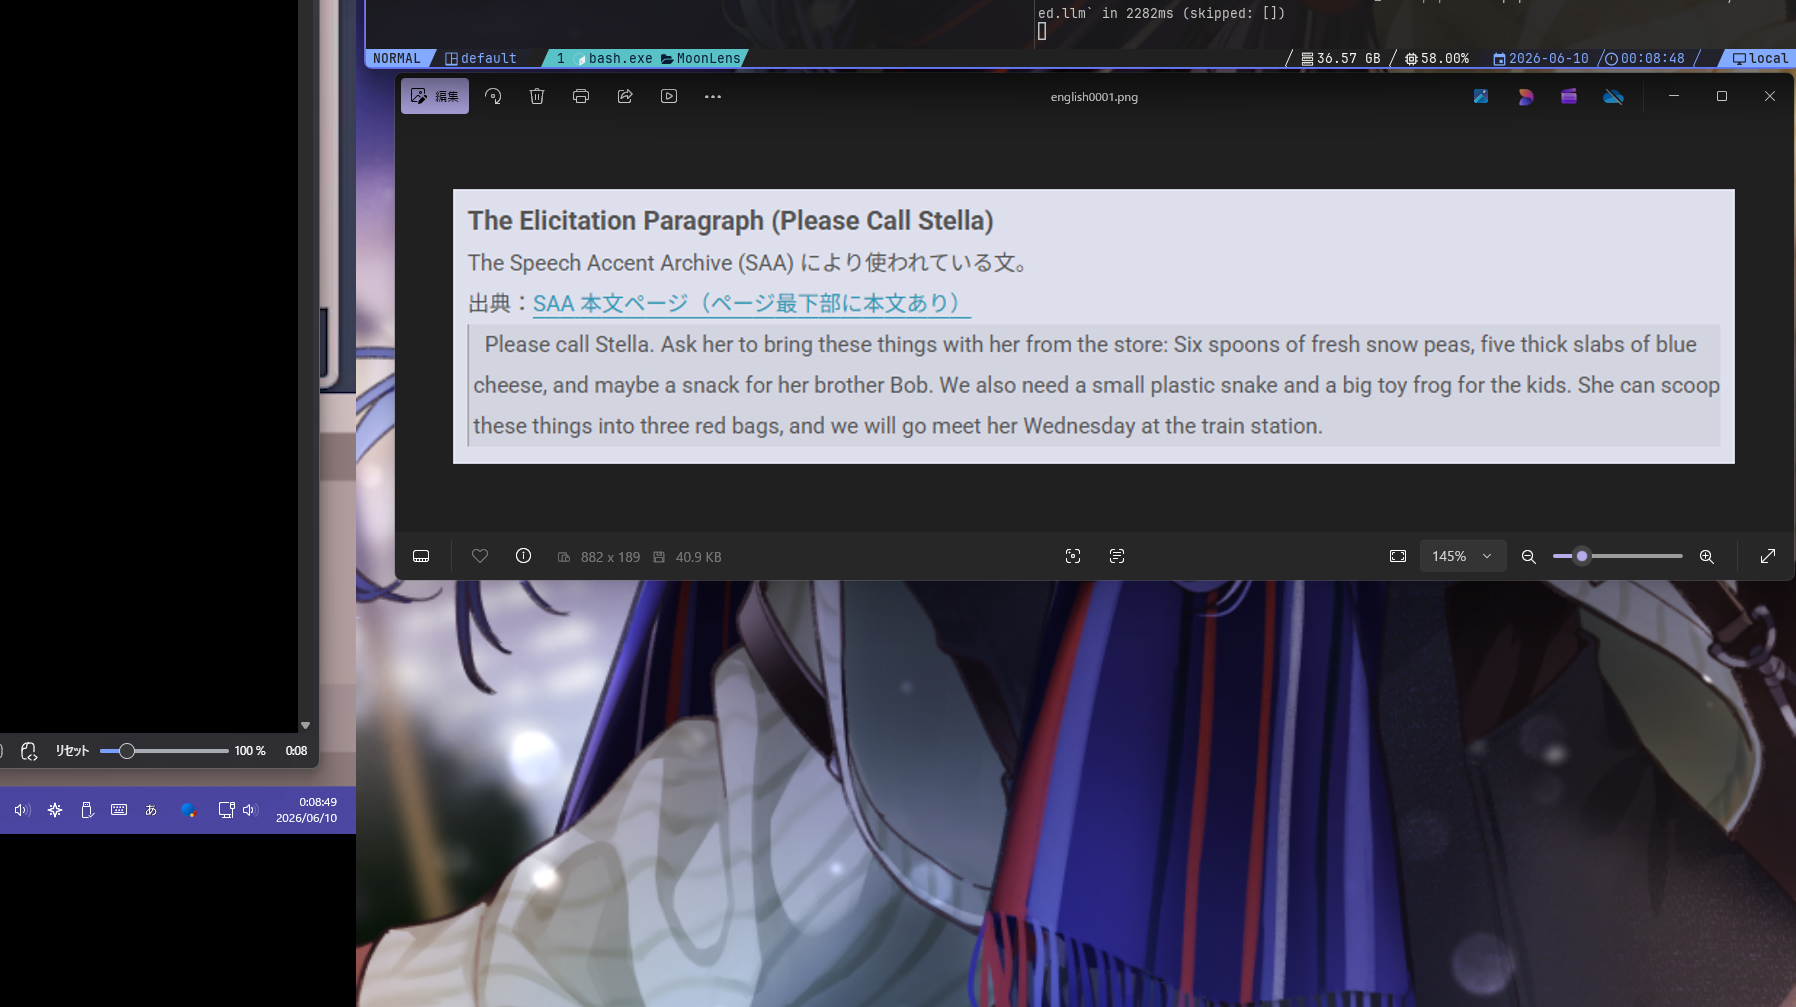 ed.llm` in 2282ms (skipped: [])
NORMAL default 1 bash.exe MoonLens 36.57 GB 58.00% 2026-06-10 00:08:48 local
編集 english0001.png
The Elicitation Paragraph (Please Call Stella)
The Speech Accent Archive (SAA) により使われている文。
出典：SAA 本文ページ（ページ最下部に本文あり）
Please call Stella. Ask her to bring these things with her from the store: Six spoons of fresh snow peas, five thick slabs of blue
cheese, and maybe a snack for her brother Bob. We also need a small plastic snake and a big toy frog for the kids. She can scoop
these things into three red bags, and we will go meet her Wednesday at the train station.
882 x 189 40.9 KB 145%
リセット 100 % 0:08
あ 0:08:49
2026/06/10